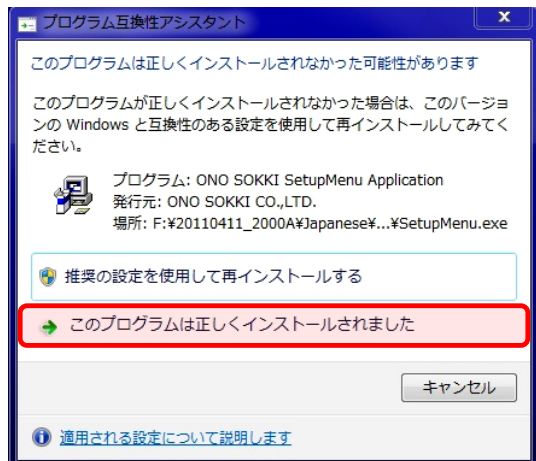 プログラム互換性アシスタント
x
このプログラムは正しくインストールされなかった可能性があります
このプログラムが正しくインストールされなかった場合は、このバージョ
ンの Windows と互換性のある設定を使用して再インストールしてみてく
ださい。
プログラム: ONO SOKKI SetupMenu Application
発行元: ONO SOKKI CO.,LTD.
場所: F:¥20110411_2000A¥Japanese¥...¥SetupMenu.exe
推奨の設定を使用して再インストールする
このプログラムは正しくインストールされました
キャンセル
適用される設定について説明します